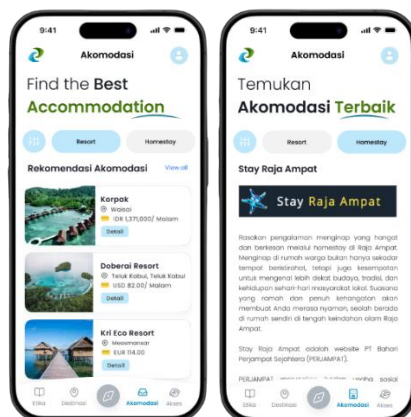 9:41
Akomodasi
Find the Best
Accommodation
Resort
Homestay
Rekomendasi Akomodasi
View all
Korpak
Waisai
IDR 1,371,000/ Malam
Detail
Doberai Resort
Teluk Kabui, Teluk Kabui
USD 82.00/ Malam
Detail
Kri Eco Resort
Meosmansar
EUR 114.00
Detail
Etika
Destinasi
Akomodasi
Akses
9:41
Akomodasi
Temukan
Akomodasi Terbaik
Resort
Homestay
Stay Raja Ampat
Stay Raja Ampat
Rasakan pengalaman menginap yang hangat
dan berkesan melalui homestay di Raja Ampat.
Menginap di rumah warga bukan hanya sekadar
tempat beristirahat, tetapi juga kesempatan
untuk mengenal lebih dekat budaya, tradisi, dan
kehidupan sehari-hari masyarakat lokal. Suasana
yang ramah dan penuh kehangatan akan
membuat Anda merasa nyaman, seolah berada
di rumah sendiri di tengah keindahan alam Raja
Ampat.
Stay Raja Ampat adalah website PT Bahari
Perjampat Sejahtera (PERJAMPAT).
PERJAMPAT merupakan badan usaha sosial
Etika
Destinasi
Akomodasi
Akses